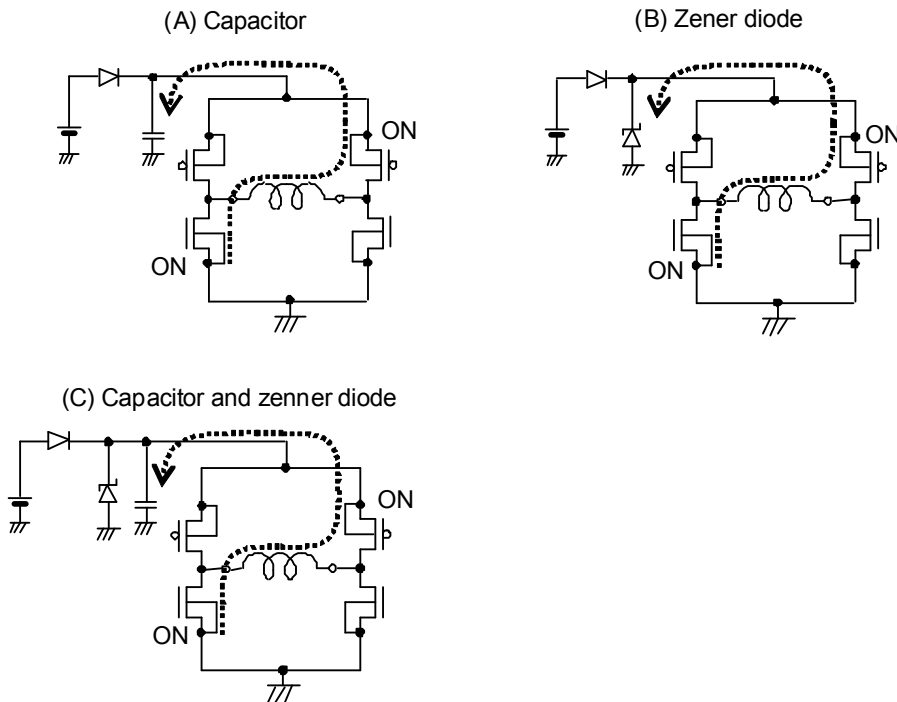 (A) Capacitor
(B) Zener diode
ON
ON
ON
ON
(C) Capacitor and zenner diode
ON
ON